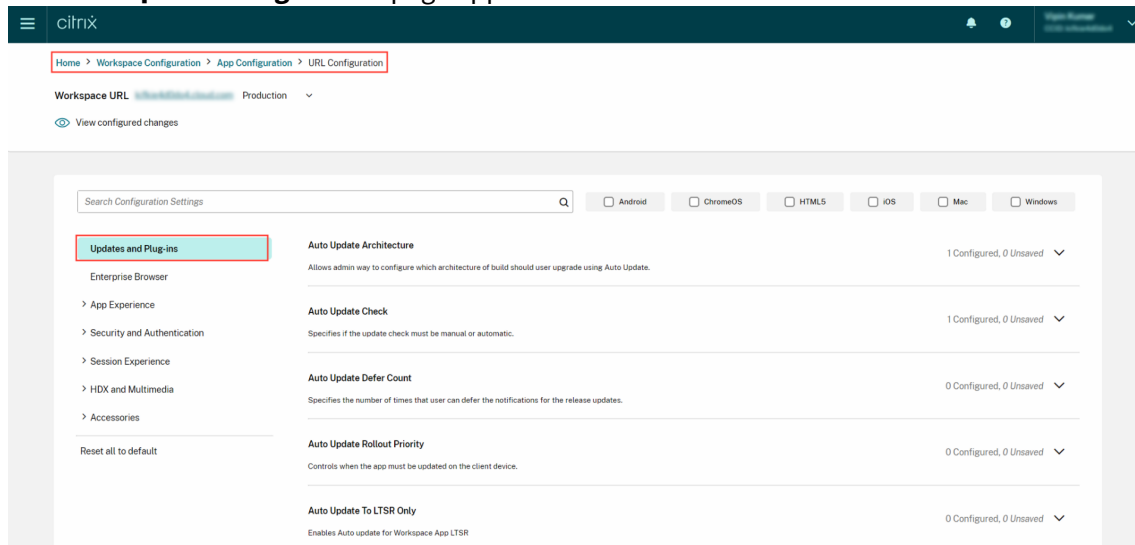 citrix
Home > Workspace Configuration > App Configuration > URL Configuration
Workspace URL Production
View configured changes
Search Configuration Settings
Android ChromeOS HTML5 iOS Mac Windows
Updates and Plug-ins
Enterprise Browser
> App Experience
> Security and Authentication
> Session Experience
> HDX and Multimedia
> Accessories
Reset all to default
Auto Update Architecture
Allows admin way to configure which architecture of build should user upgrade using Auto Update.
1 Configured, 0 Unsaved
Auto Update Check
Specifies if the update check must be manual or automatic.
1 Configured, 0 Unsaved
Auto Update Defer Count
Specifies the number of times that user can defer the notifications for the release updates.
0 Configured, 0 Unsaved
Auto Update Rollout Priority
Controls when the app must be updated on the client device.
0 Configured, 0 Unsaved
Auto Update To LTSR Only
Enables Auto update for Workspace App LTSR
0 Configured, 0 Unsaved